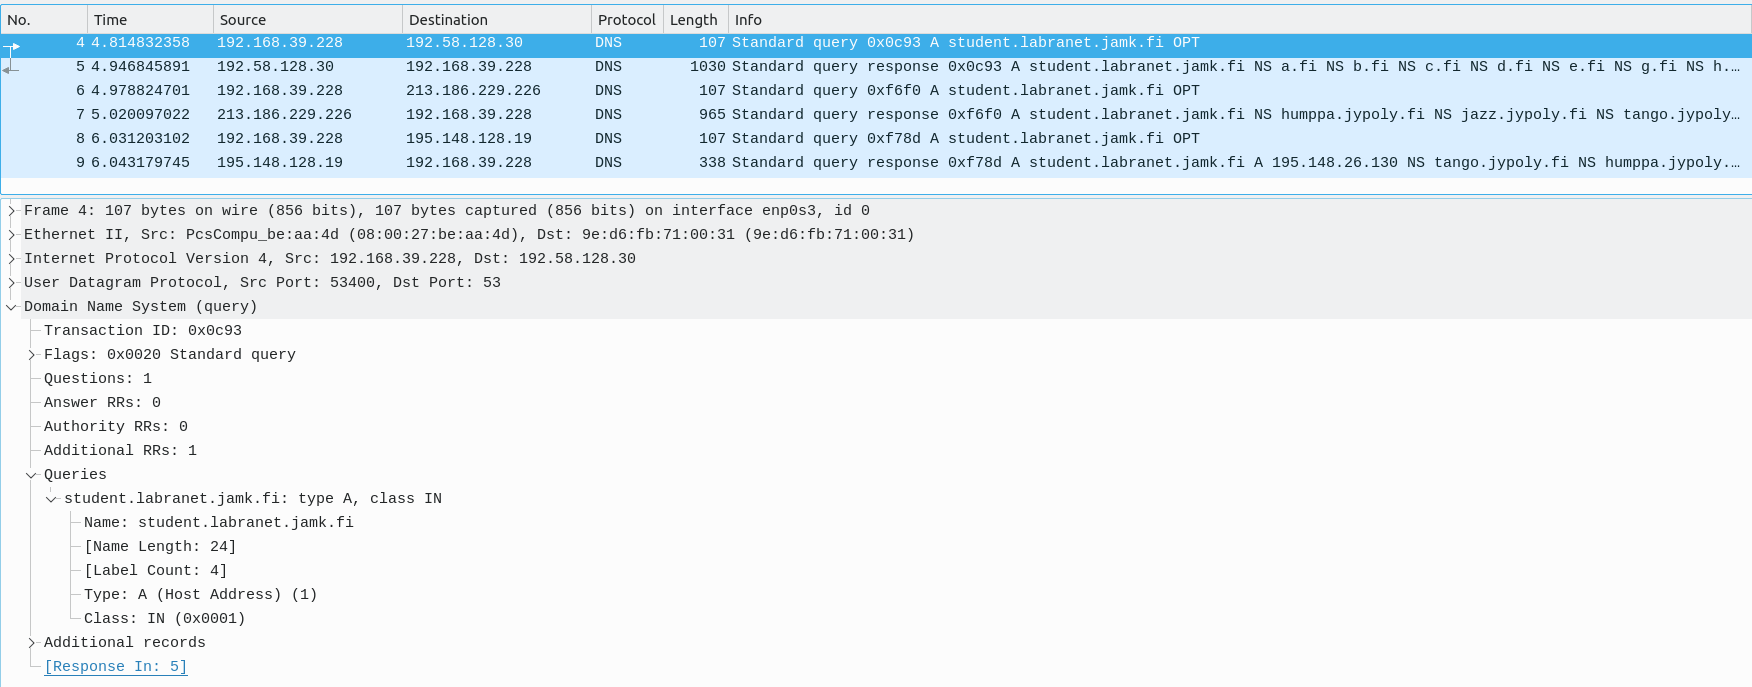 No. Time Source Destination Protocol Length Info
4 4.814832358 192.168.39.228 192.58.128.30 DNS 107 Standard query 0x0c93 A student.labranet.jamk.fi OPT
5 4.946845891 192.58.128.30 192.168.39.228 DNS 1030 Standard query response 0x0c93 A student.labranet.jamk.fi NS a.fi NS b.fi NS c.fi NS d.fi NS e.fi NS g.fi NS h.…
6 4.978824701 192.168.39.228 213.186.229.226 DNS 107 Standard query 0xf6f0 A student.labranet.jamk.fi OPT
7 5.020097022 213.186.229.226 192.168.39.228 DNS 965 Standard query response 0xf6f0 A student.labranet.jamk.fi NS humppa.jypoly.fi NS jazz.jypoly.fi NS tango.jypoly…
8 6.031203102 192.168.39.228 195.148.128.19 DNS 107 Standard query 0xf78d A student.labranet.jamk.fi OPT
9 6.043179745 195.148.128.19 192.168.39.228 DNS 338 Standard query response 0xf78d A student.labranet.jamk.fi A 195.148.26.130 NS tango.jypoly.fi NS humppa.jypoly.…
Frame 4: 107 bytes on wire (856 bits), 107 bytes captured (856 bits) on interface enp0s3, id 0
Ethernet II, Src: PcsCompu_be:aa:4d (08:00:27:be:aa:4d), Dst: 9e:d6:fb:71:00:31 (9e:d6:fb:71:00:31)
Internet Protocol Version 4, Src: 192.168.39.228, Dst: 192.58.128.30
User Datagram Protocol, Src Port: 53400, Dst Port: 53
Domain Name System (query)
Transaction ID: 0x0c93
Flags: 0x0020 Standard query
Questions: 1
Answer RRs: 0
Authority RRs: 0
Additional RRs: 1
Queries
student.labranet.jamk.fi: type A, class IN
Name: student.labranet.jamk.fi
[Name Length: 24]
[Label Count: 4]
Type: A (Host Address) (1)
Class: IN (0x0001)
Additional records
[Response In: 5]